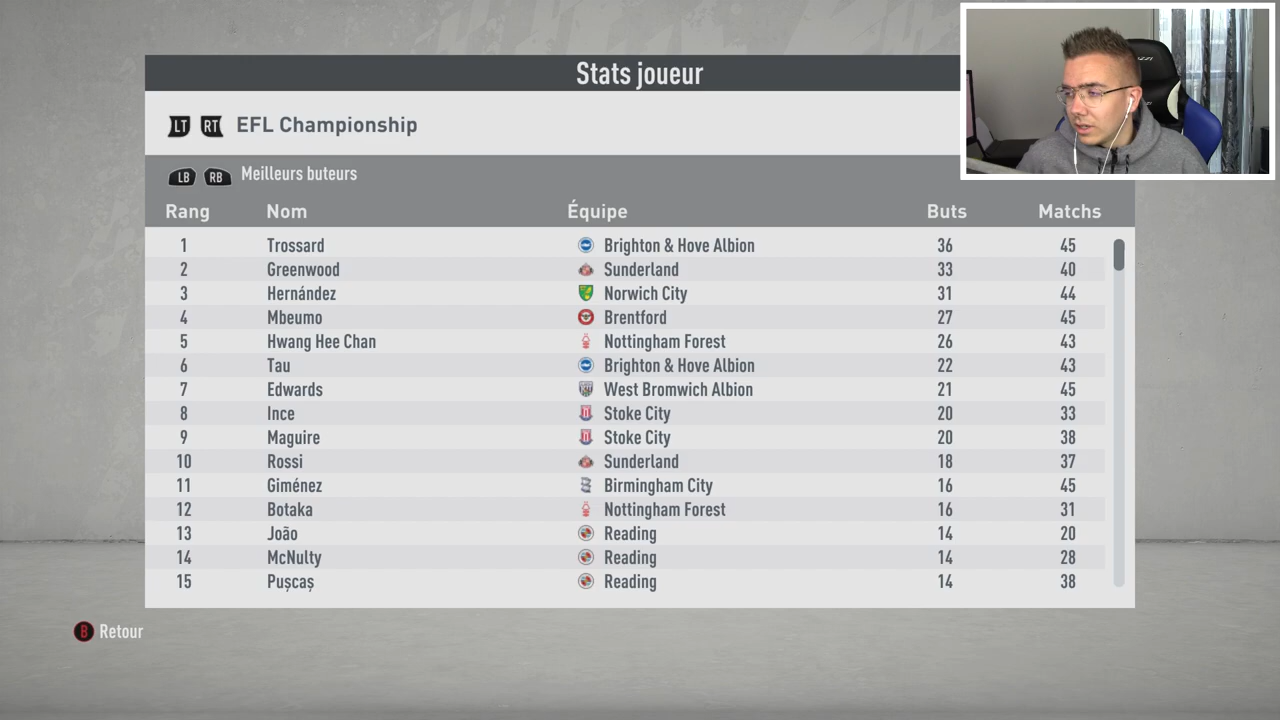 Stats joueur
LT RT EFL Championship
LB RB Meilleurs buteurs
Rang Nom Équipe Buts Matchs
1 Trossard Brighton & Hove Albion 36 45
2 Greenwood Sunderland 33 40
3 Hernández Norwich City 31 44
4 Mbeumo Brentford 27 45
5 Hwang Hee Chan Nottingham Forest 26 43
6 Tau Brighton & Hove Albion 22 43
7 Edwards West Bromwich Albion 21 45
8 Ince Stoke City 20 33
9 Maguire Stoke City 20 38
10 Rossi Sunderland 18 37
11 Giménez Birmingham City 16 45
12 Botaka Nottingham Forest 16 31
13 João Reading 14 20
14 McNulty Reading 14 28
15 Pușcaș Reading 14 38
B Retour